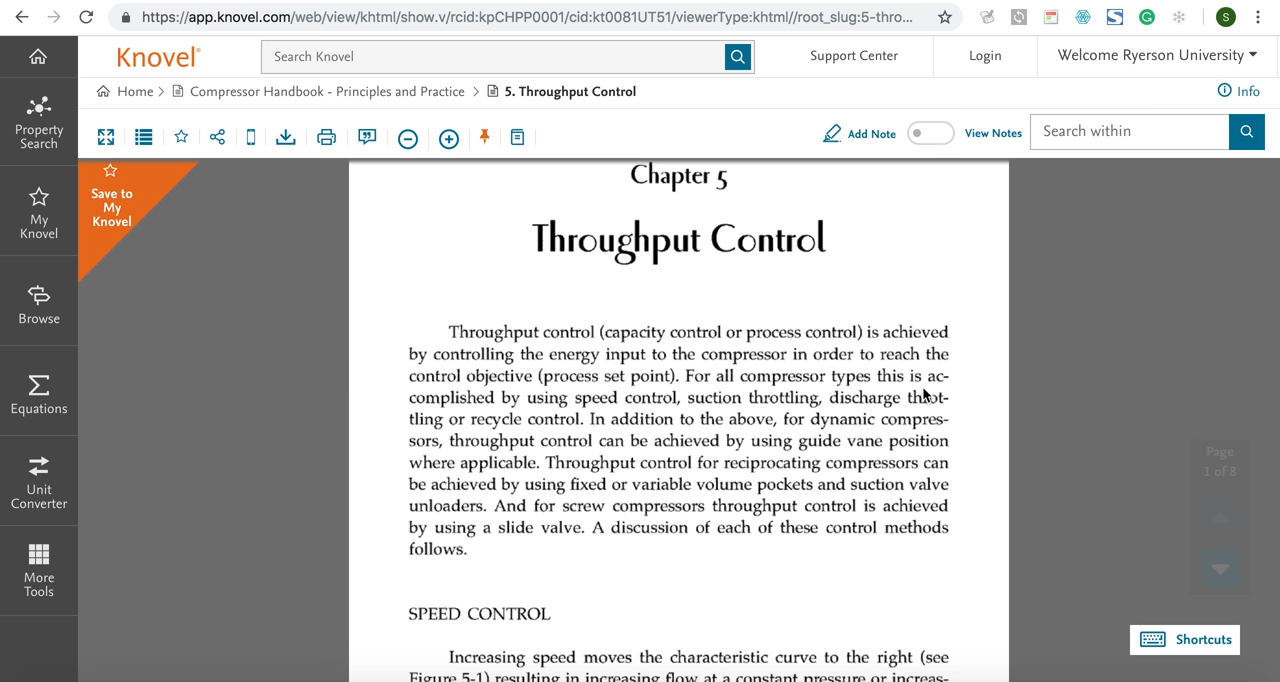 https://app.knovel.com/web/view/khtml/show.v/rcid:kpCHPP0001/cid:kt0081UT51/viewerType:khtml//root_slug:5-thro...
S
Knovel
Search Knovel
Support Center
Login
Welcome Ryerson University
Home > Compressor Handbook - Principles and Practice > 5. Throughput Control
Info
Add Note
View Notes
Search within
Property
Search
My
Knovel
Browse
Equations
Unit
Converter
More
Tools
Save to
My
Knovel
Chapter 5
Throughput Control
Throughput control (capacity control or process control) is achieved
by controlling the energy input to the compressor in order to reach the
control objective (process set point). For all compressor types this is ac-
complished by using speed control, suction throttling, discharge throt-
tling or recycle control. In addition to the above, for dynamic compres-
sors, throughput control can be achieved by using guide vane position
where applicable. Throughput control for reciprocating compressors can
be achieved by using fixed or variable volume pockets and suction valve
unloaders. And for screw compressors throughput control is achieved
by using a slide valve. A discussion of each of these control methods
follows.
SPEED CONTROL
Increasing speed moves the characteristic curve to the right (see
Figure 5-1) resulting in increasing flow at a constant pressure or increas-
Page
1 of 8
Shortcuts